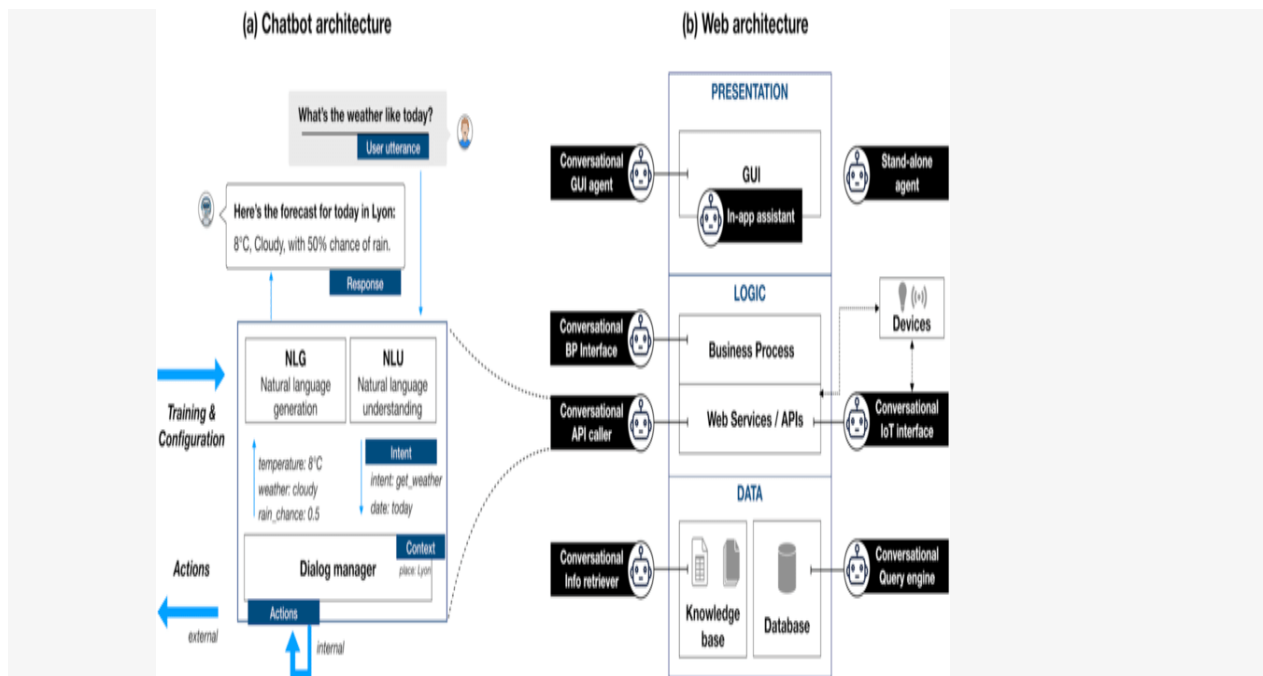 (a) Chatbot architecture
What's the weather like today?
User utterance
Here's the forecast for today in Lyon:
8°C, Cloudy, with 50% chance of rain.
Response
NLG
Natural language
generation
NLU
Natural language
understanding
Training &
Configuration
temperature: 8°C
weather: cloudy
rain_chance: 0.5
Intent
intent: get_weather
date: today
Context
place: Lyon
Dialog manager
Actions
Actions
external
internal
(b) Web architecture
PRESENTATION
Conversational
GUI agent
GUI
In-app assistant
Stand-alone
agent
LOGIC
Conversational
BP Interface
Business Process
Devices
Conversational
API caller
Web Services / APIs
Conversational
IoT interface
DATA
Conversational
Info retriever
Knowledge
base
Database
Conversational
Query engine